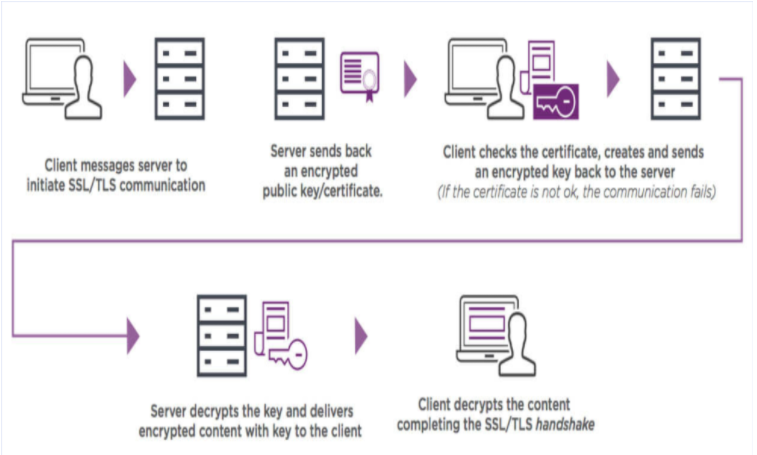 Client messages server to
initiate SSL/TLS communication
Server sends back
an encrypted
public key/certificate.
Client checks the certificate, creates and sends
an encrypted key back to the server
(If the certificate is not ok, the communication fails)
Server decrypts the key and delivers
encrypted content with key to the client
Client decrypts the content
completing the SSL/TLS handshake